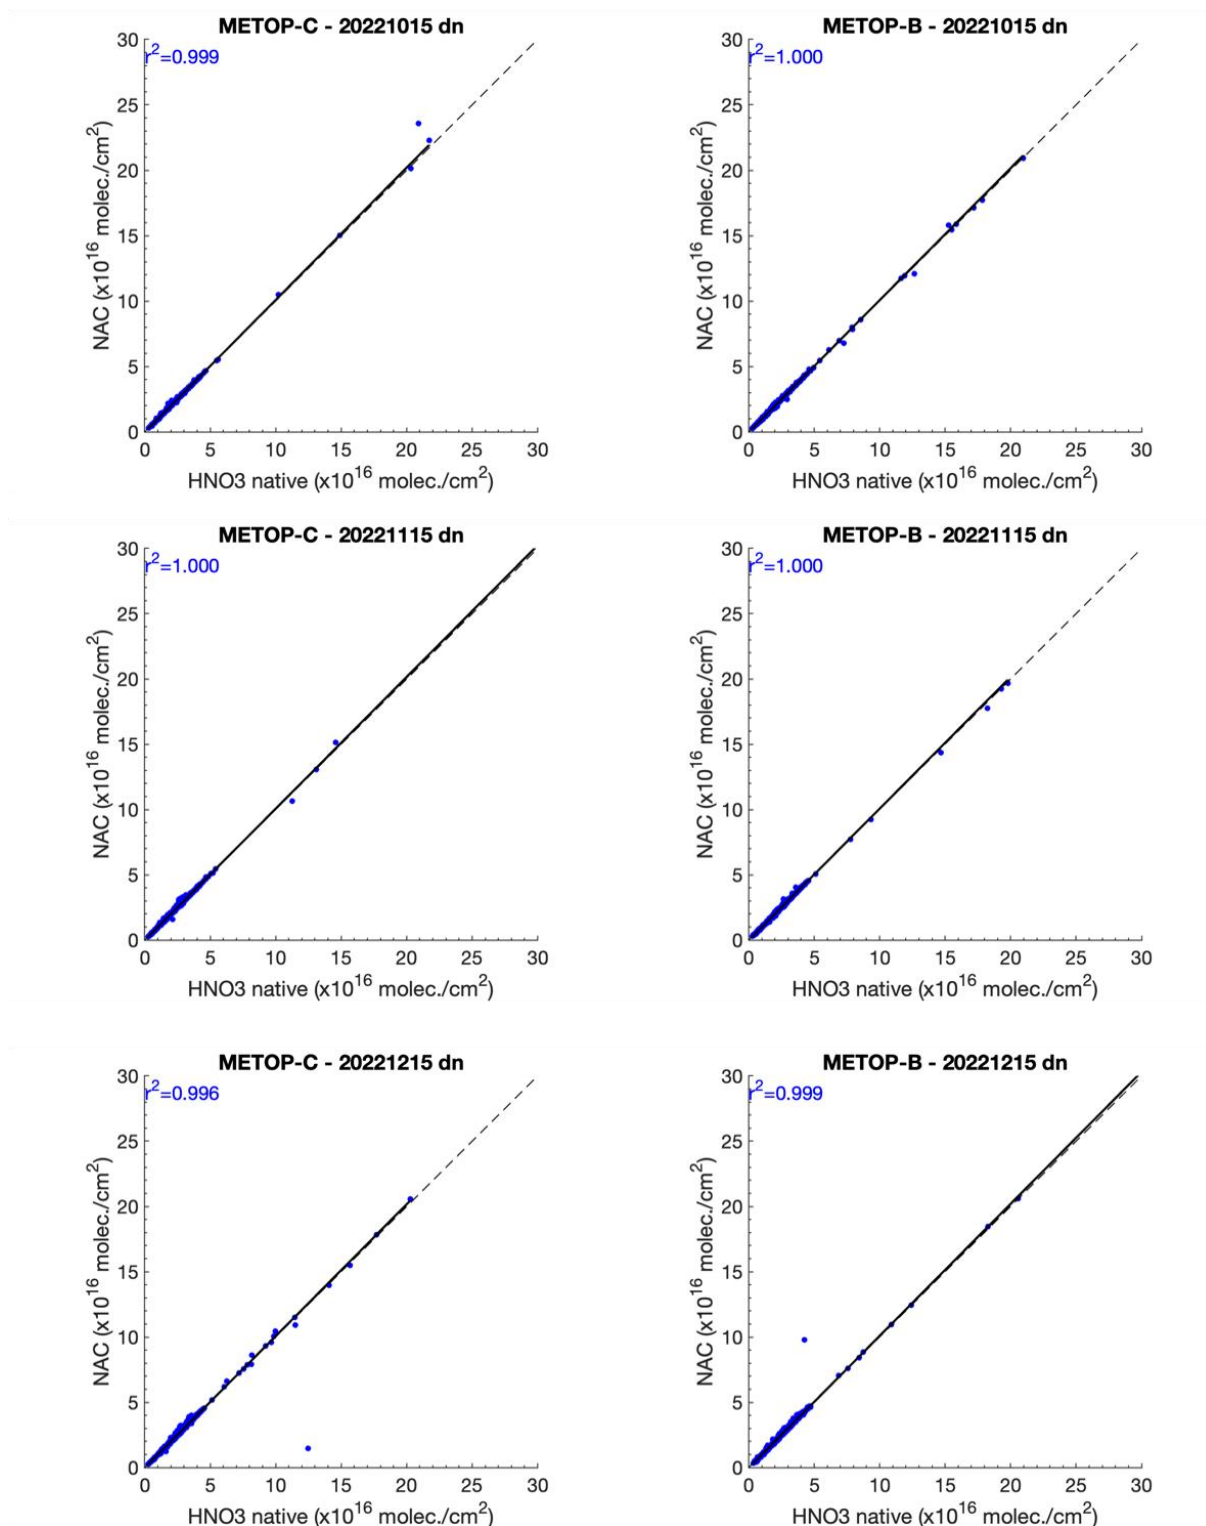 METOP-C - 20221015 dn
r²=0.999
30
25
20
15
10
5
0
NAC (x10¹⁶ molec./cm²)
0 5 10 15 20 25 30
HNO3 native (x10¹⁶ molec./cm²)
METOP-B - 20221015 dn
r²=1.000
30
25
20
15
10
5
0
NAC (x10¹⁶ molec./cm²)
0 5 10 15 20 25 30
HNO3 native (x10¹⁶ molec./cm²)
METOP-C - 20221115 dn
r²=1.000
30
25
20
15
10
5
0
NAC (x10¹⁶ molec./cm²)
0 5 10 15 20 25 30
HNO3 native (x10¹⁶ molec./cm²)
METOP-B - 20221115 dn
r²=1.000
30
25
20
15
10
5
0
NAC (x10¹⁶ molec./cm²)
0 5 10 15 20 25 30
HNO3 native (x10¹⁶ molec./cm²)
METOP-C - 20221215 dn
r²=0.996
30
25
20
15
10
5
0
NAC (x10¹⁶ molec./cm²)
0 5 10 15 20 25 30
HNO3 native (x10¹⁶ molec./cm²)
METOP-B - 20221215 dn
r²=0.999
30
25
20
15
10
5
0
NAC (x10¹⁶ molec./cm²)
0 5 10 15 20 25 30
HNO3 native (x10¹⁶ molec./cm²)